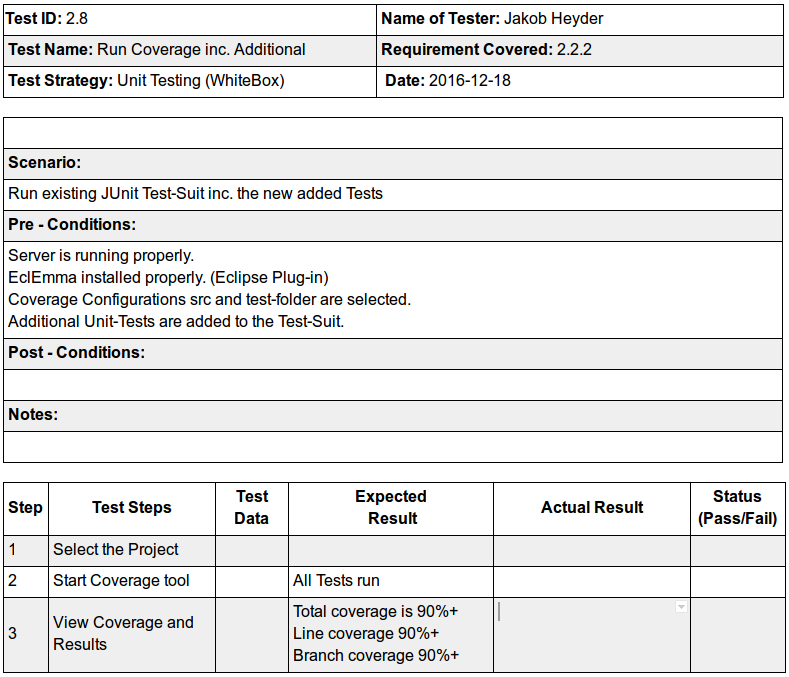 Test ID: 2.8
Name of Tester: Jakob Heyder
Test Name: Run Coverage inc. Additional
Requirement Covered: 2.2.2
Test Strategy: Unit Testing (WhiteBox)
Date: 2016-12-18
Scenario:
Run existing JUnit Test-Suit inc. the new added Tests
Pre - Conditions:
Server is running properly.
EclEmma installed properly. (Eclipse Plug-in)
Coverage Configurations src and test-folder are selected.
Additional Unit-Tests are added to the Test-Suit.
Post - Conditions:
Notes:
Step
Test Steps
Test
Data
Expected
Result
Actual Result
Status
(Pass/Fail)
1
Select the Project
2
Start Coverage tool
All Tests run
3
View Coverage and
Results
Total coverage is 90%+
Line coverage 90%+
Branch coverage 90%+